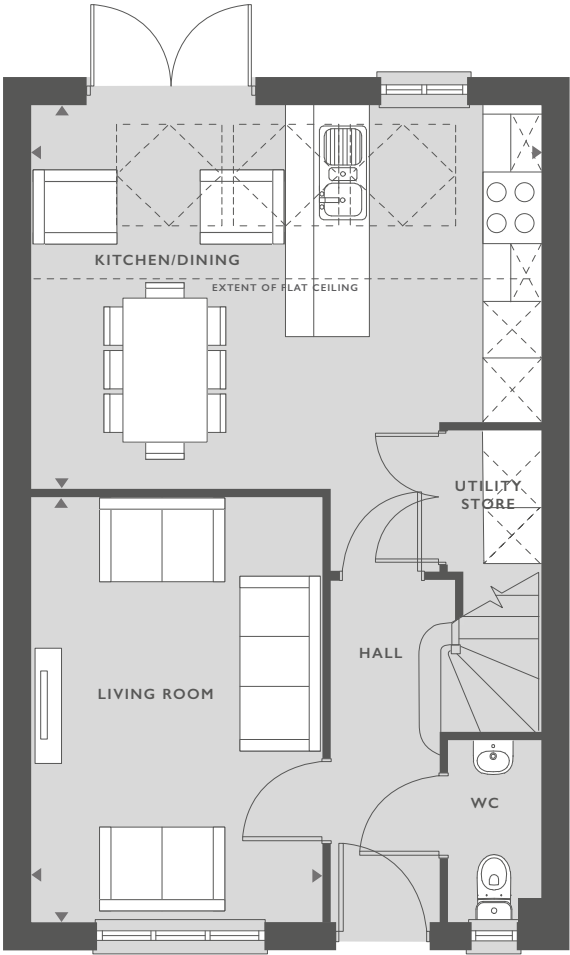 KITCHEN/DINING
EXTENT OF FLAT CEILING
UTILITY
STORE
HALL
LIVING ROOM
WC